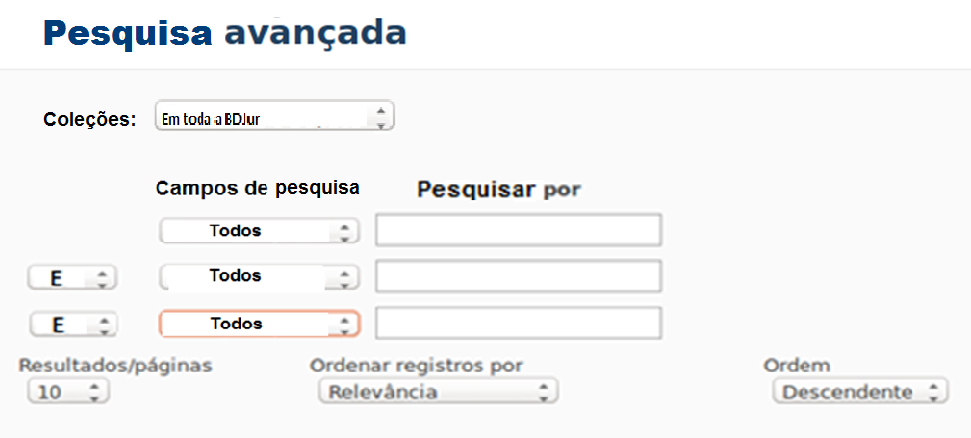 Pesquisa avançada
Coleções: Em toda a BDJur
Campos de pesquisa Pesquisar por
Todos
E Todos
E Todos
Resultados/páginas Ordenar registros por Ordem
10 Relevância Descendente